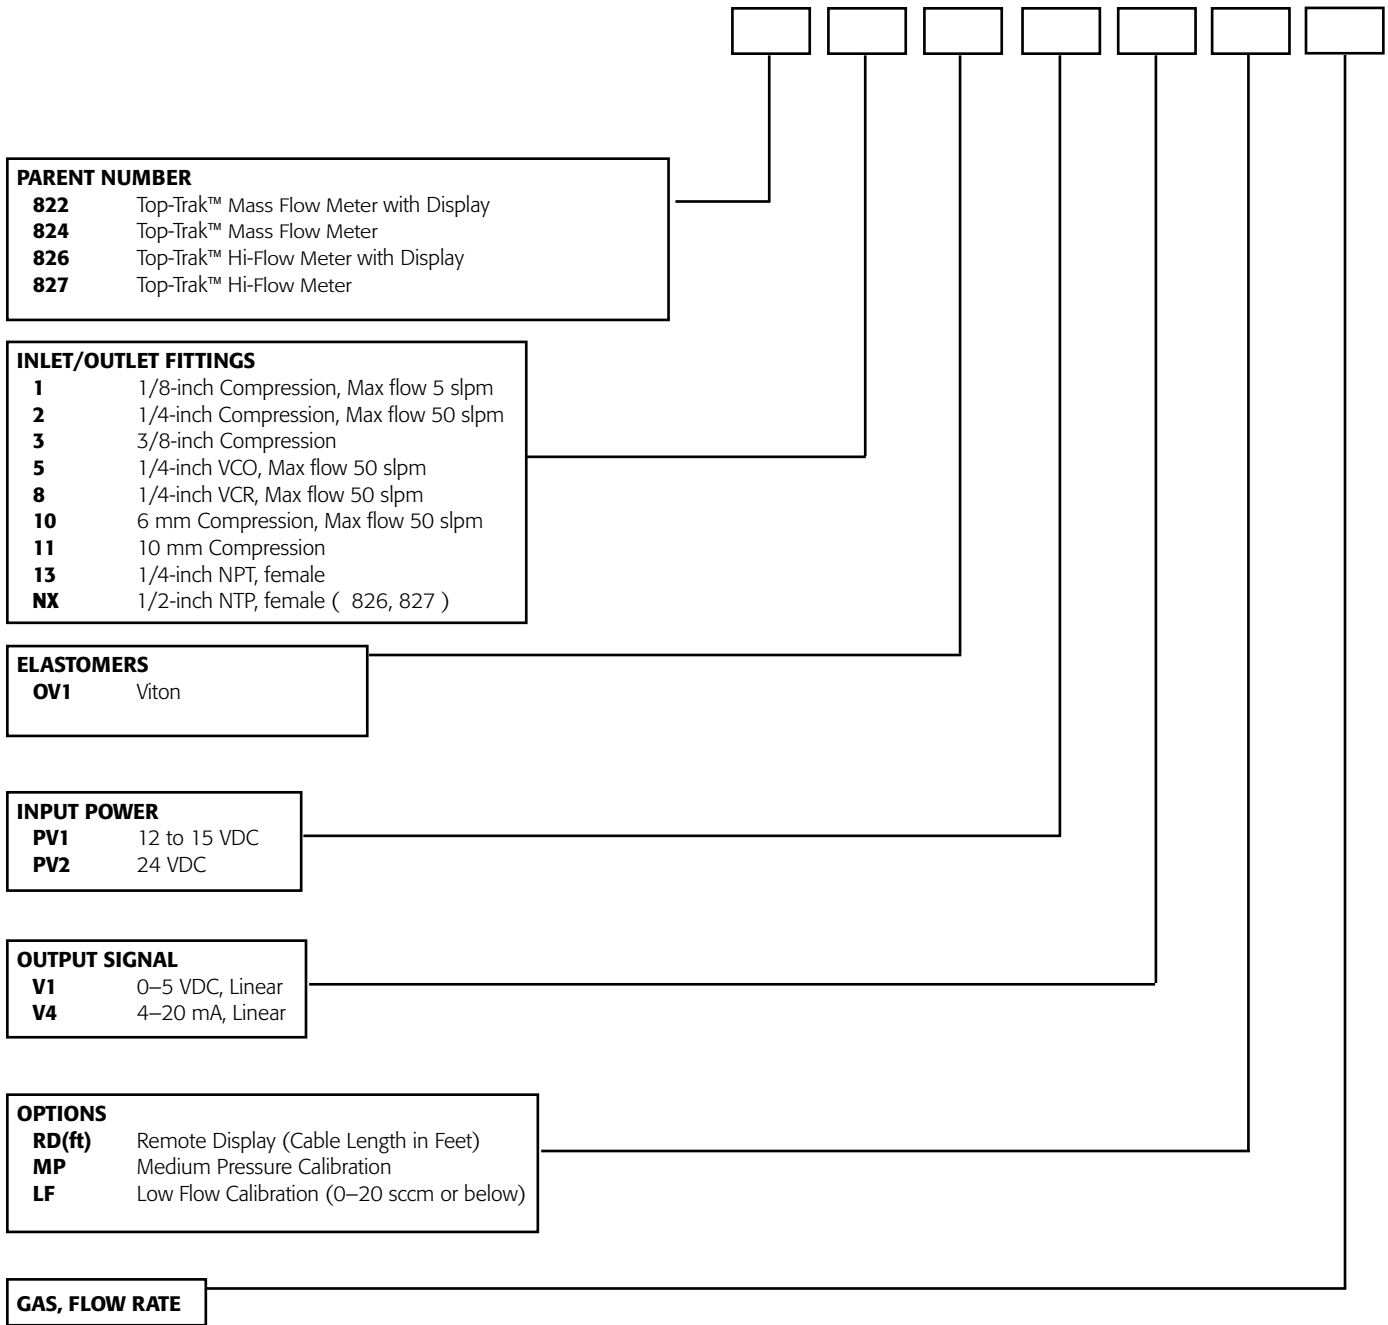 PARENT NUMBER
822 Top-Trak™ Mass Flow Meter with Display
824 Top-Trak™ Mass Flow Meter
826 Top-Trak™ Hi-Flow Meter with Display
827 Top-Trak™ Hi-Flow Meter
INLET/OUTLET FITTINGS
1 1/8-inch Compression, Max flow 5 slpm
2 1/4-inch Compression, Max flow 50 slpm
3 3/8-inch Compression
5 1/4-inch VCO, Max flow 50 slpm
8 1/4-inch VCR, Max flow 50 slpm
10 6 mm Compression, Max flow 50 slpm
11 10 mm Compression
13 1/4-inch NPT, female
NX 1/2-inch NTP, female ( 826, 827 )
ELASTOMERS
OV1 Viton
INPUT POWER
PV1 12 to 15 VDC
PV2 24 VDC
OUTPUT SIGNAL
V1 0–5 VDC, Linear
V4 4–20 mA, Linear
OPTIONS
RD(ft) Remote Display (Cable Length in Feet)
MP Medium Pressure Calibration
LF Low Flow Calibration (0–20 sccm or below)
GAS, FLOW RATE